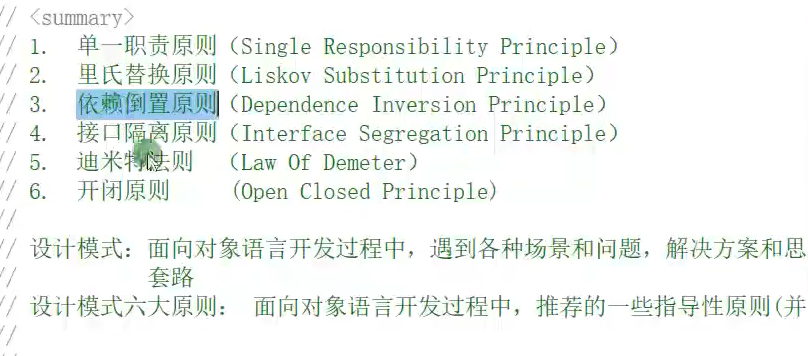 // <summary>
// 1. 单一职责原则（Single Responsibility Principle）
// 2. 里氏替换原则（Liskov Substitution Principle）
// 3. 依赖倒置原则（Dependence Inversion Principle）
// 4. 接口隔离原则（Interface Segregation Principle）
// 5. 迪米特法则 （Law Of Demeter）
// 6. 开闭原则 (Open Closed Principle)
//
// 设计模式：面向对象语言开发过程中，遇到各种场景和问题，解决方案和思
// 套路
// 设计模式六大原则： 面向对象语言开发过程中，推荐的一些指导性原则(并
//